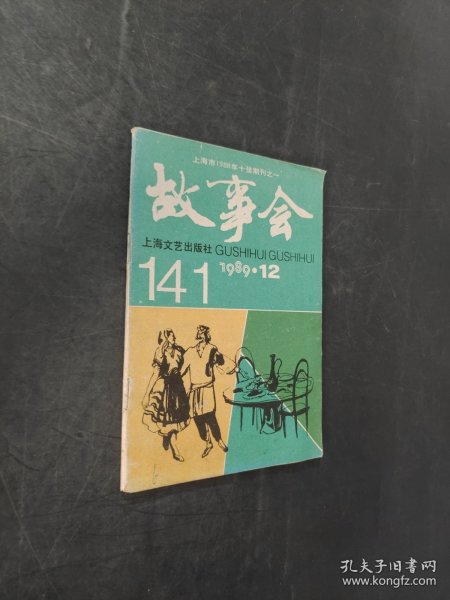 上海市1988年十佳期刊之一
故事会
上海文艺出版社 GUSHIHUI GUSHIHUI
141 1989·12
孔夫子旧书网
www.kongfz.com